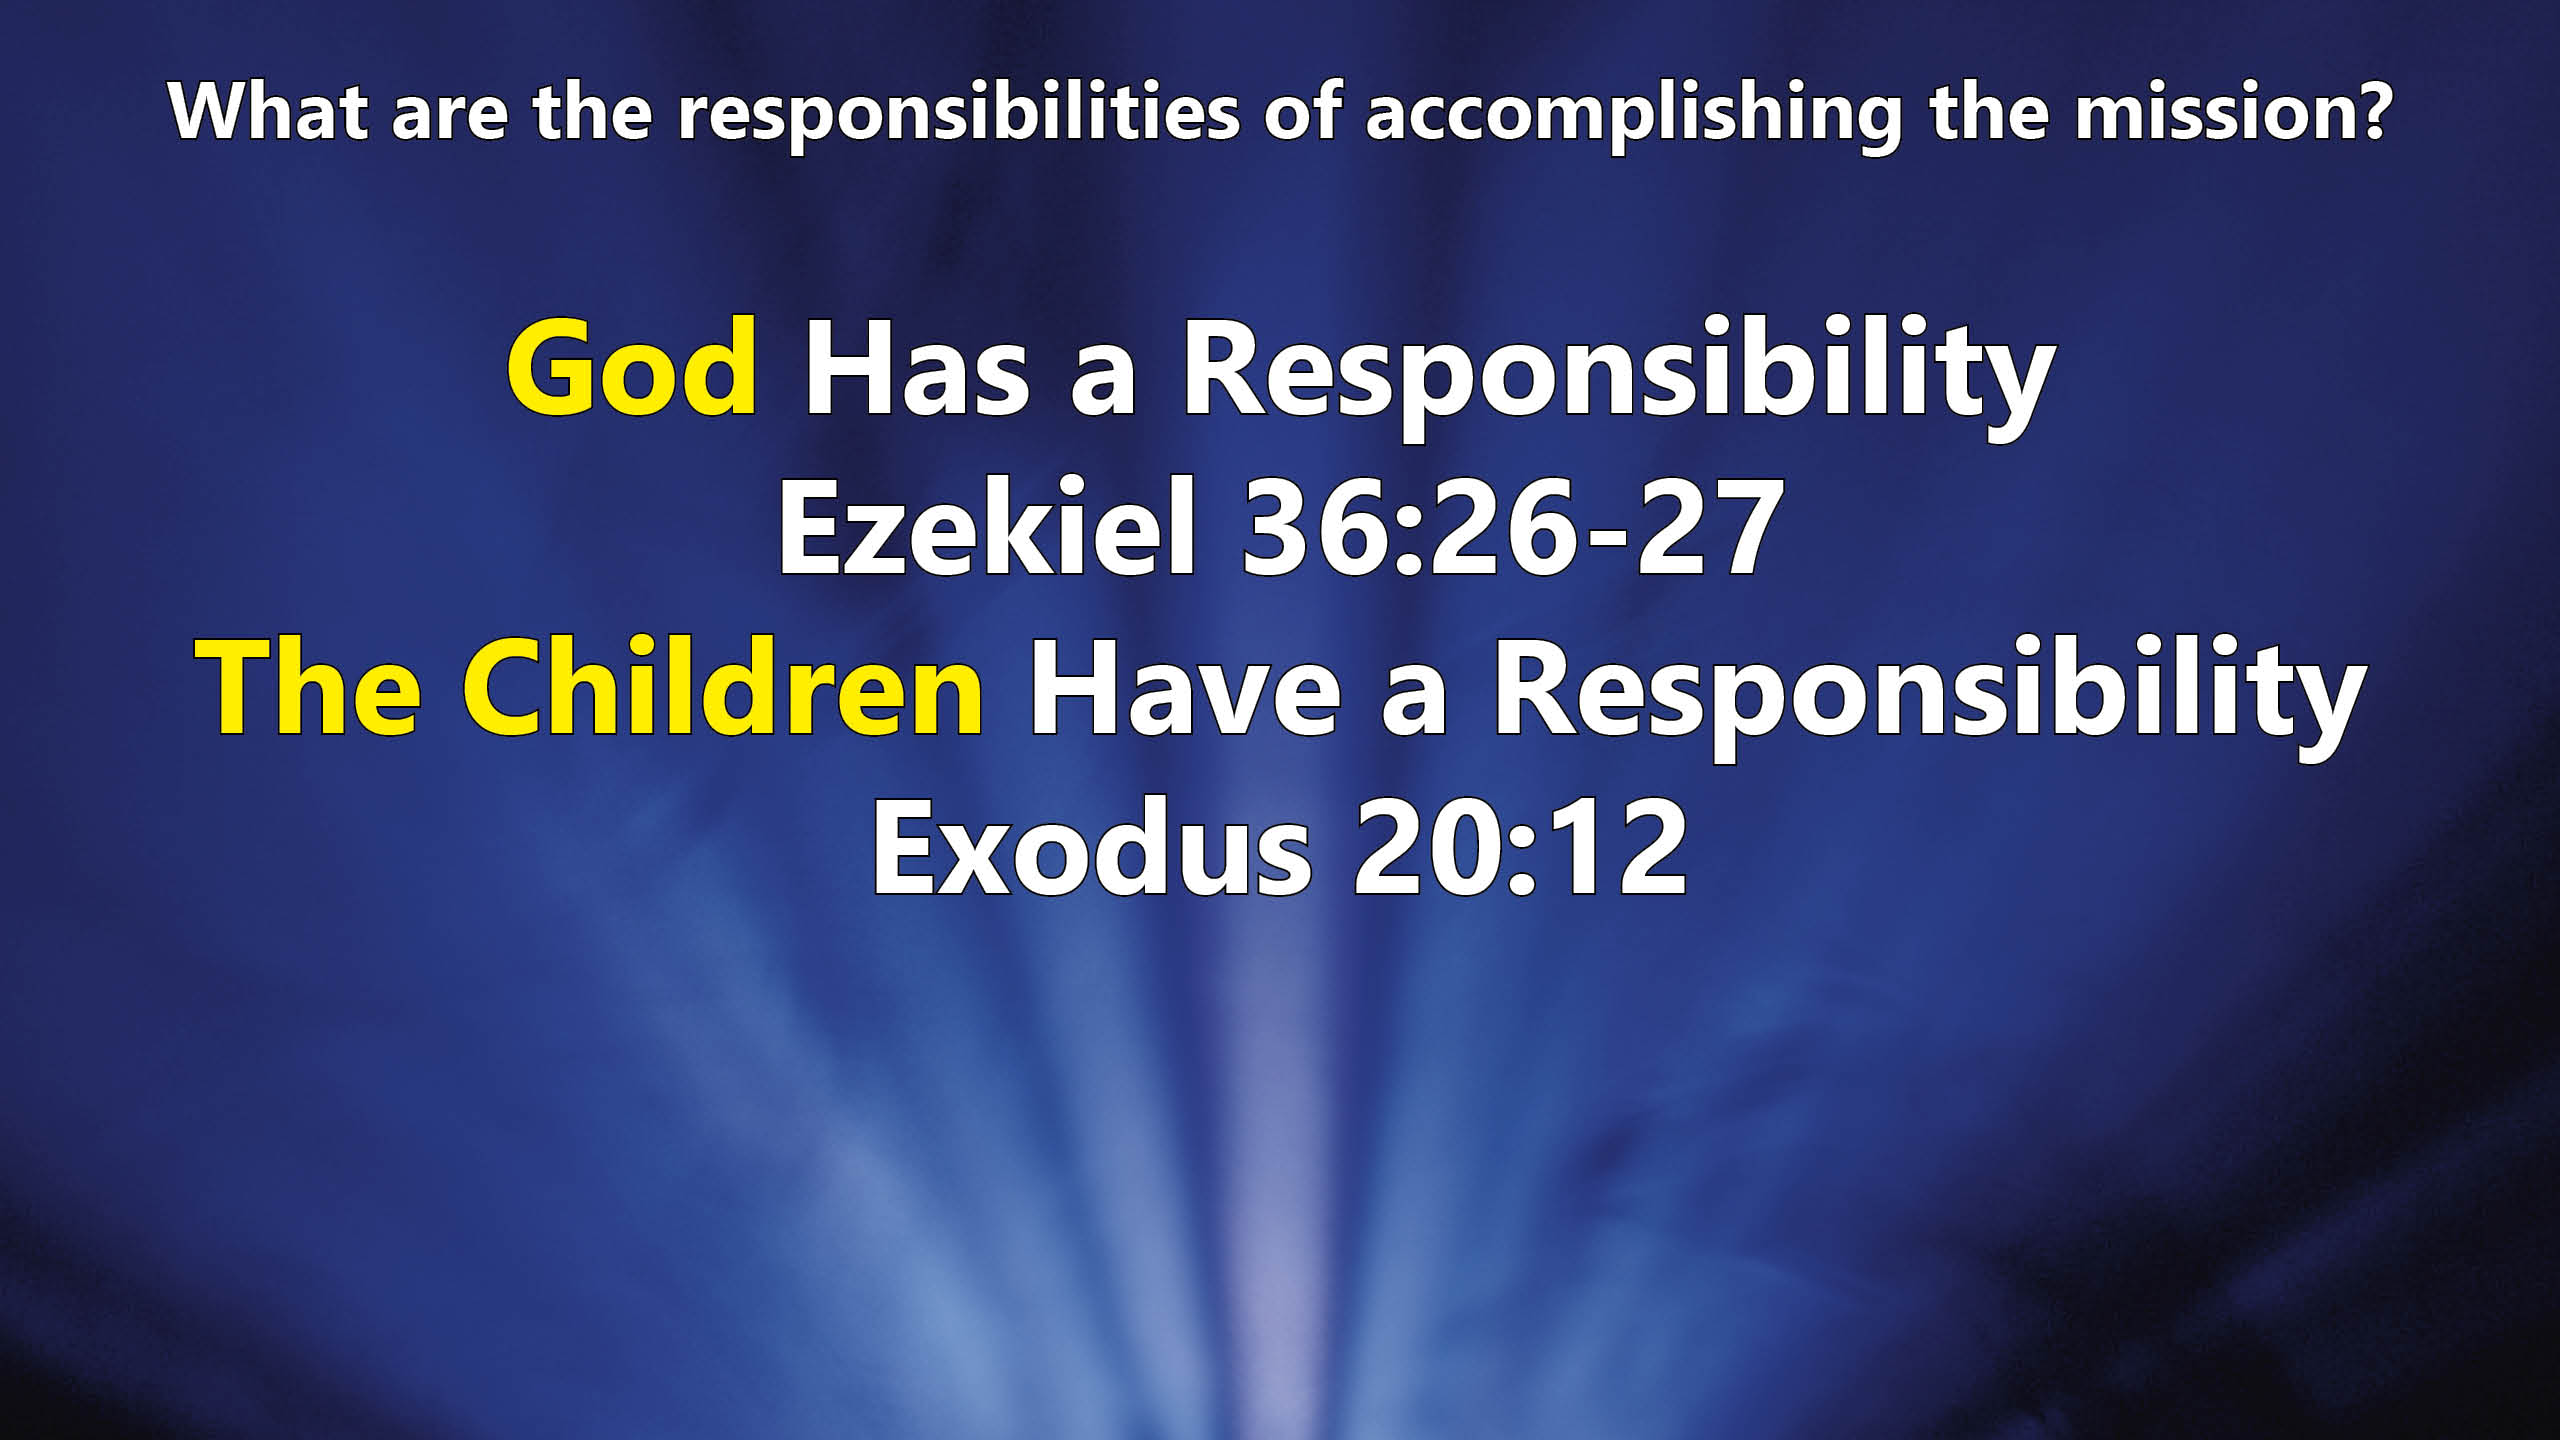 What are the responsibilities of accomplishing the mission?
God Has a Responsibility
Ezekiel 36:26-27
The Children Have a Responsibility
Exodus 20:12